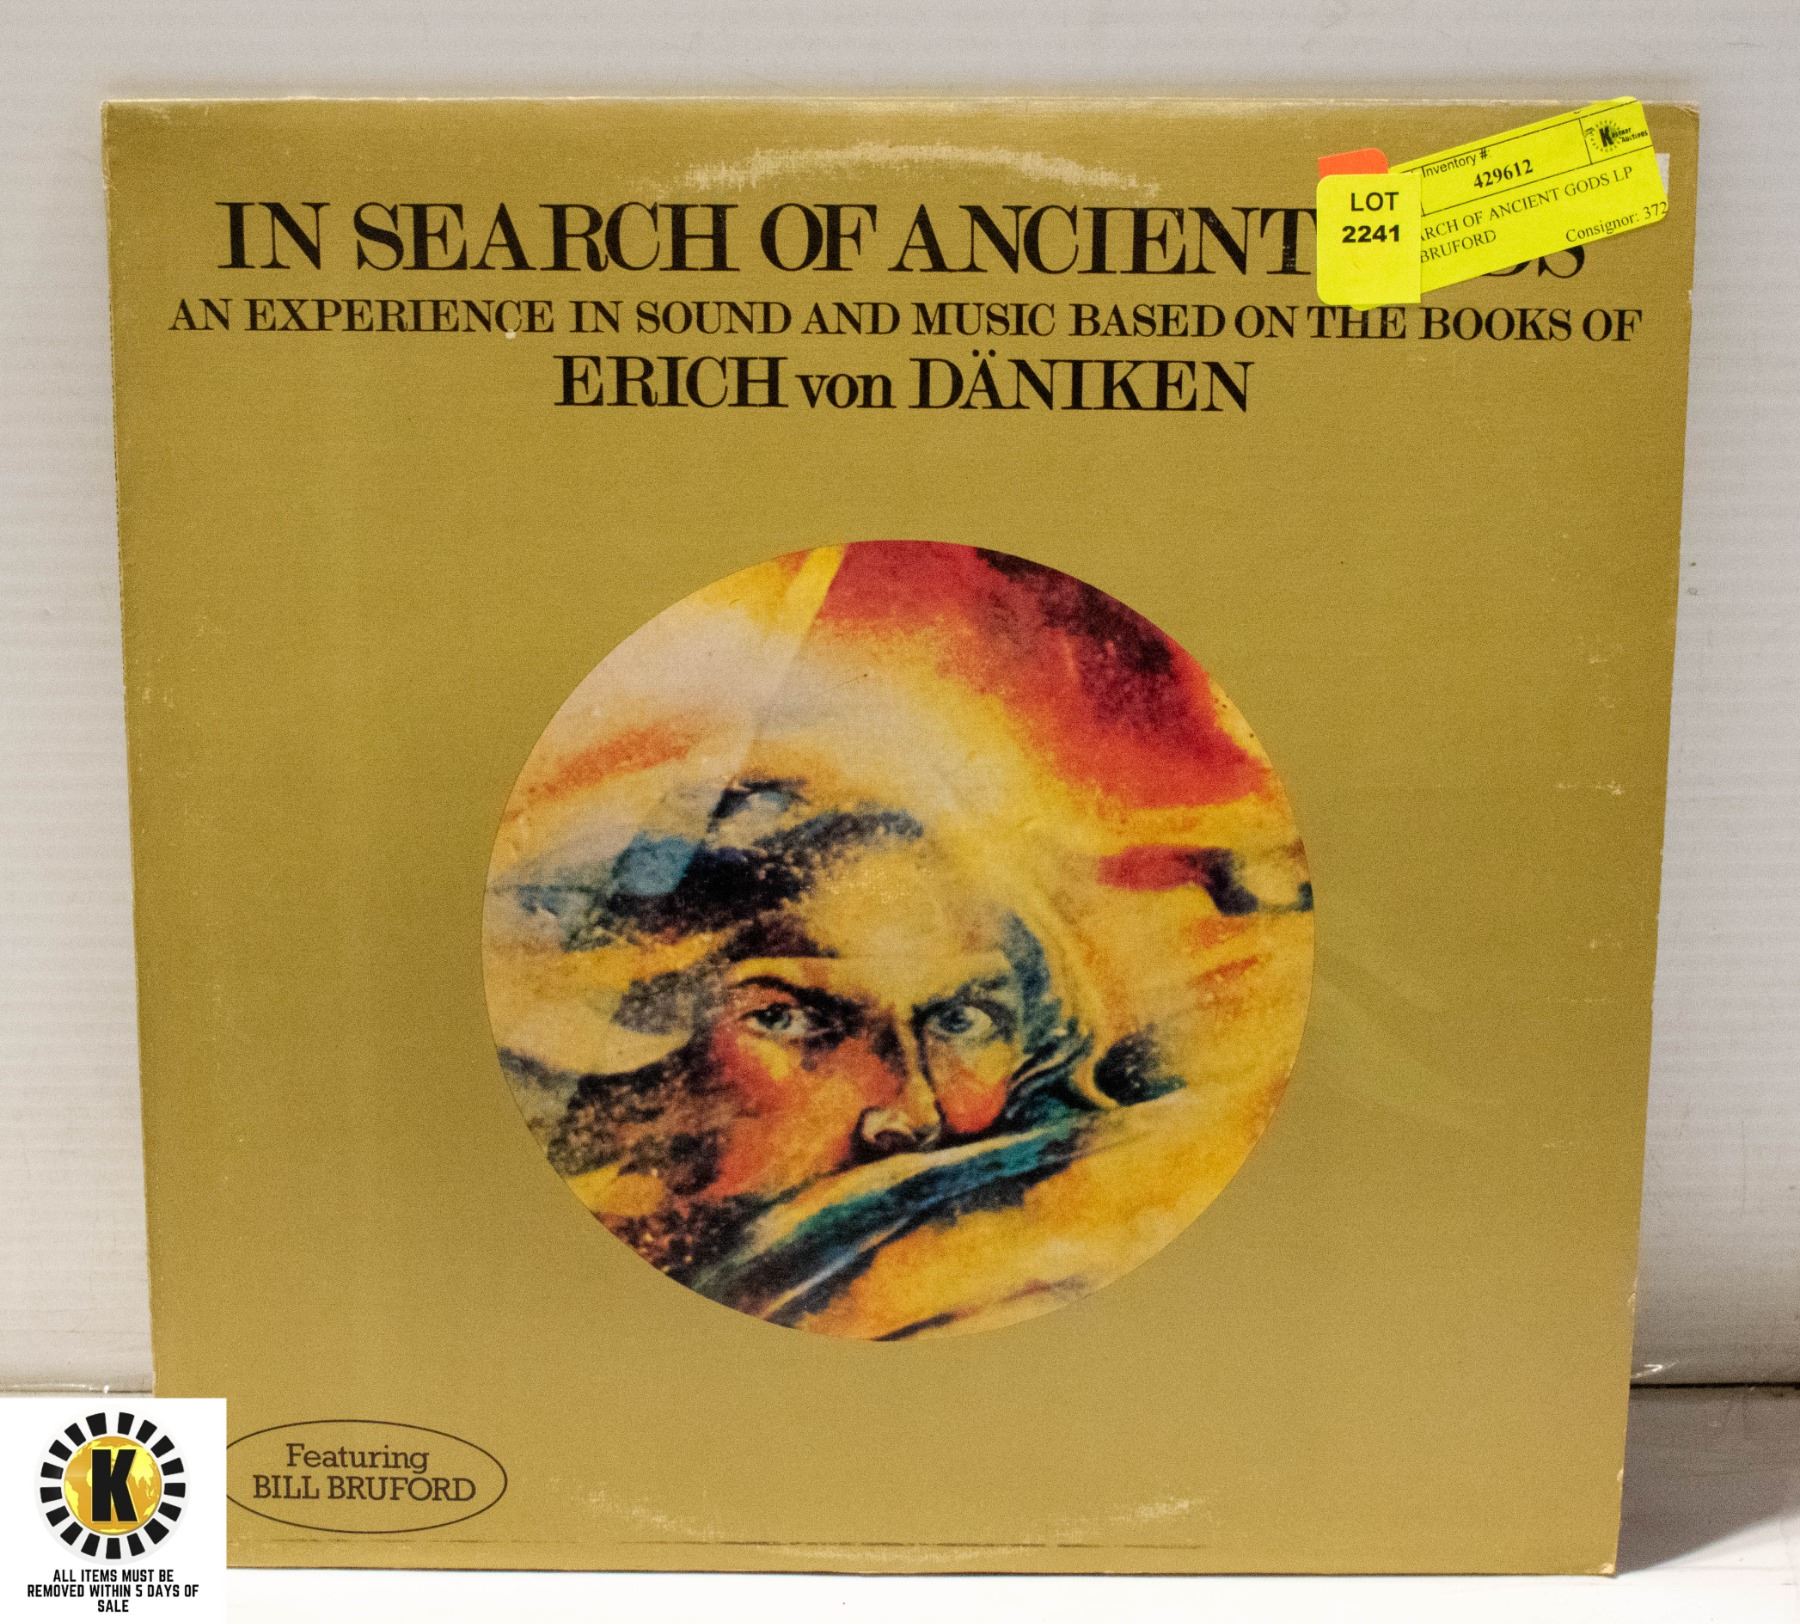 IN SEARCH OF ANCIENT
AN EXPERIENCE IN SOUND AND MUSIC BASED ON THE BOOKS OF
ERICH von DÄNIKEN
LOT
2241
Inventory #:
429612
RCH OF ANCIENT GODS LP
BRUFORD
Consignor: 372
Featuring
BILL BRUFORD
K
ALL ITEMS MUST BE
REMOVED WITHIN 5 DAYS OF
SALE